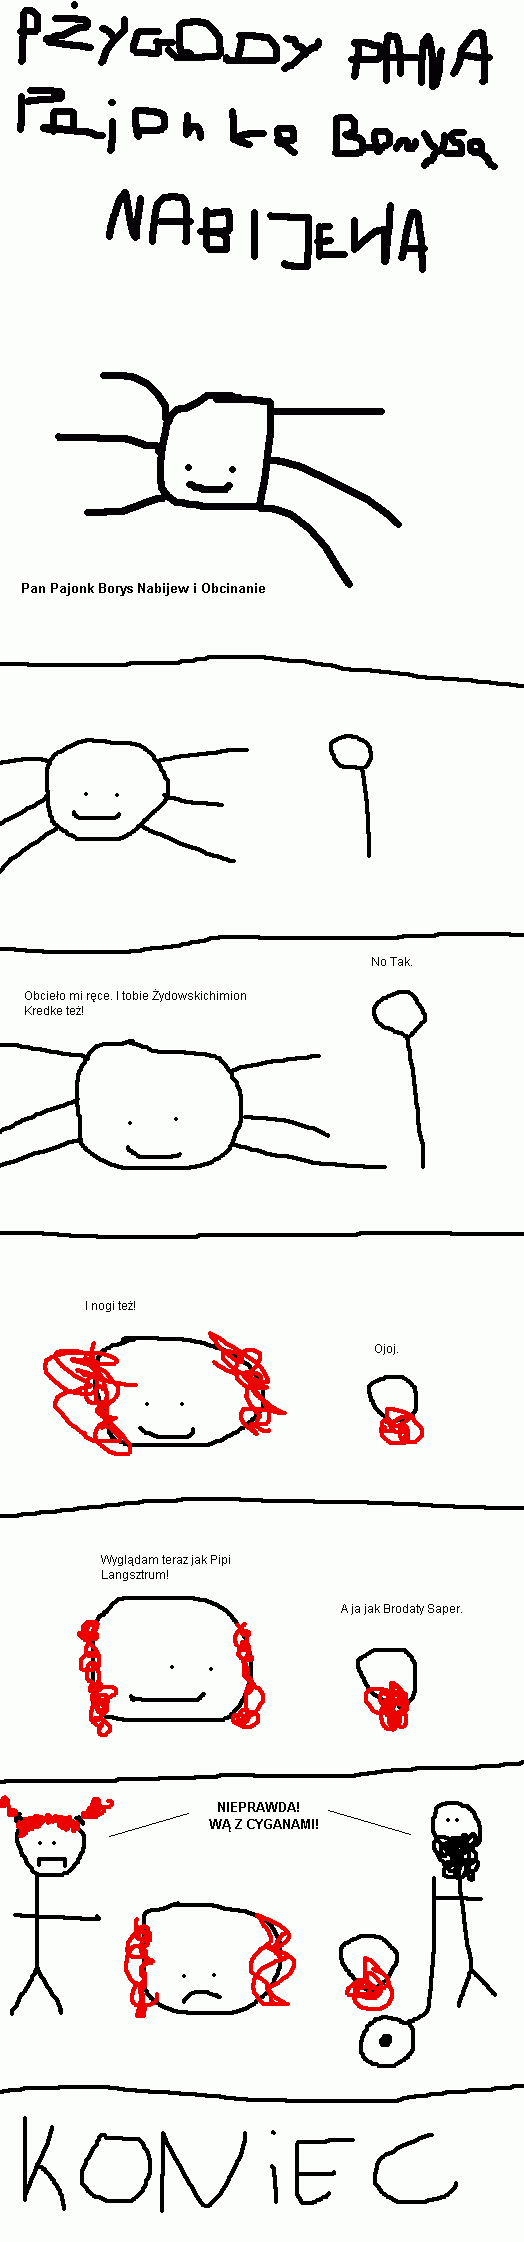 PŻYGODY PANA
PAjOnka BOrYSa
NABIJEWA
Pan Pajonk Borys Nabijew i Obcinanie
No Tak.
Obcieło mi ręce. I tobie Żydowskichimion
Kredke też!
I nogi też!
Ojoj.
Wyglądam teraz jak Pipi
Langsztrum!
A ja jak Brodaty Saper.
NIEPRAWDA!
WĄ Z CYGANAMI!
KONiEC